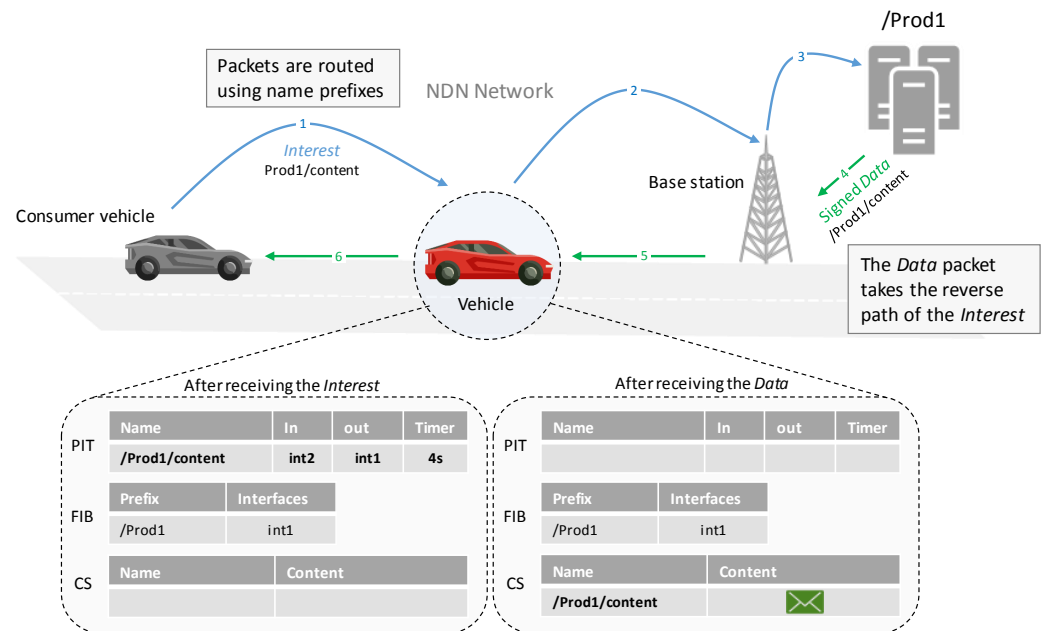 /Prod1
Packets are routed
using name prefixes
NDN Network
1
2
3
Interest
Prod1/content
Base station
4
Signed Data
/Prod1/content
Consumer vehicle
6
5
Vehicle
The Data packet
takes the reverse
path of the Interest
After receiving the Interest
PIT
Name In out Timer
/Prod1/content int2 int1 4s
FIB
Prefix Interfaces
/Prod1 int1
CS
Name Content
After receiving the Data
PIT
Name In out Timer
FIB
Prefix Interfaces
/Prod1 int1
CS
Name Content
/Prod1/content